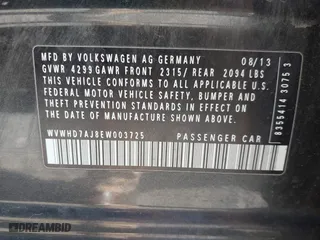 MFD BY VOLKSWAGEN AG GERMANY 08/13
GVWR 4299 GAWR FRONT 2315/ REAR 2094 LBS
THIS VEHICLE CONFORMS TO ALL APPLICABLE U.S.
FEDERAL MOTOR VEHICLE SAFETY, BUMPER, AND
THEFT PREVENTION STANDARDS IN EFFECT ON THE
DATE OF MANUFACTURE SHOWN ABOVE.
WVWHD7AJ8EW003725 PASSENGER CAR
8355414 3075 3
DREAMBID